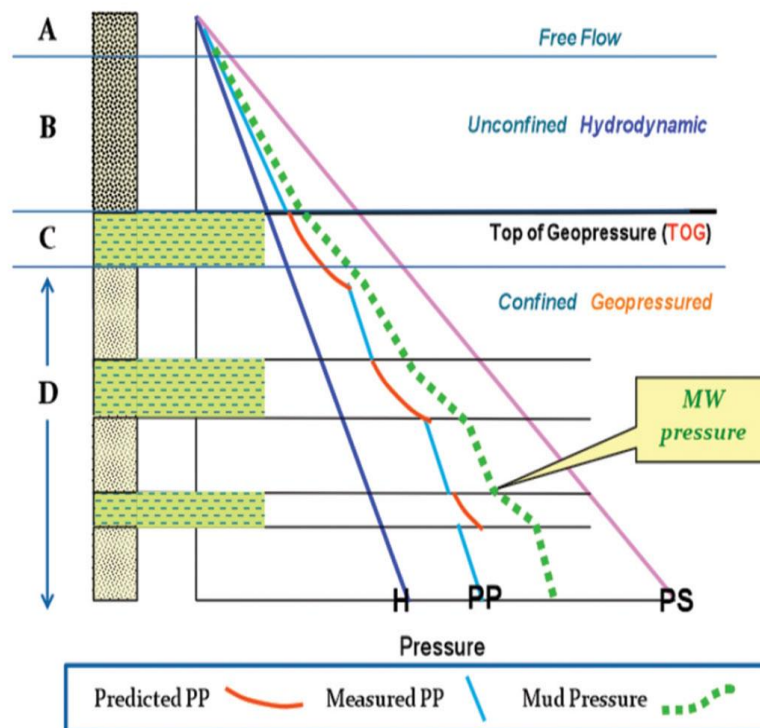 A
Free Flow
B
Unconfined Hydrodynamic
C
Top of Geopressure (TOG)
Confined Geopressured
D
MW
pressure
H
PP
PS
Pressure
Predicted PP
Measured PP
Mud Pressure